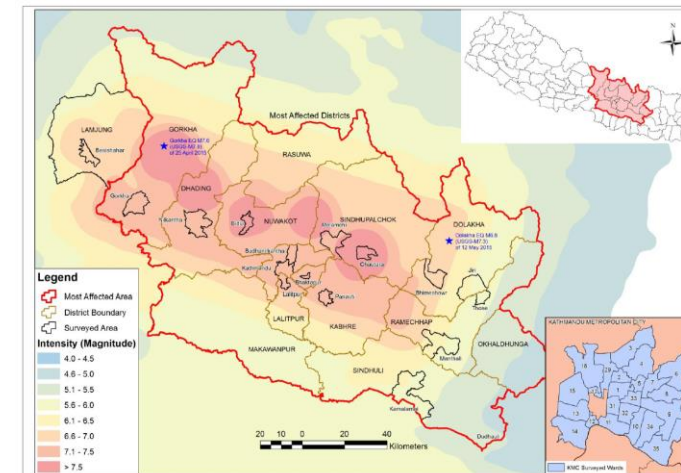 N
Most Affected Districts
LAMJUNG
GORKHA
Gorkha EQ M7.6
(USGS-M7.8)
of 25 April 2015
RASUWA
DHADING
Gorkha
Nilkantha
NUWAKOT
SINDHUPALCHOK
DOLAKHA
Dolakha EQ M6.8
(USGS-M7.3)
of 12 May 2015
Kathmandu
Bhaktapur
Lalitpur
Panauti
Chautara
Bhimeshwor
Jiri
LALITPUR
KABHRE
RAMECHHAP
Manthali
OKHALDHUNGA
MAKAWANPUR
SINDHULI
Kamalamai
Dudhauli
Legend
Most Affected Area
District Boundary
Surveyed Area
Intensity (Magnitude)
4.0 - 4.5
4.6 - 5.0
5.1 - 5.5
5.6 - 6.0
6.1 - 6.5
6.6 - 7.0
7.1 - 7.5
> 7.5
20 10 0 20 40
Kilometers
KATHMANDU METROPOLITAN CITY
KMC Surveyed Wards